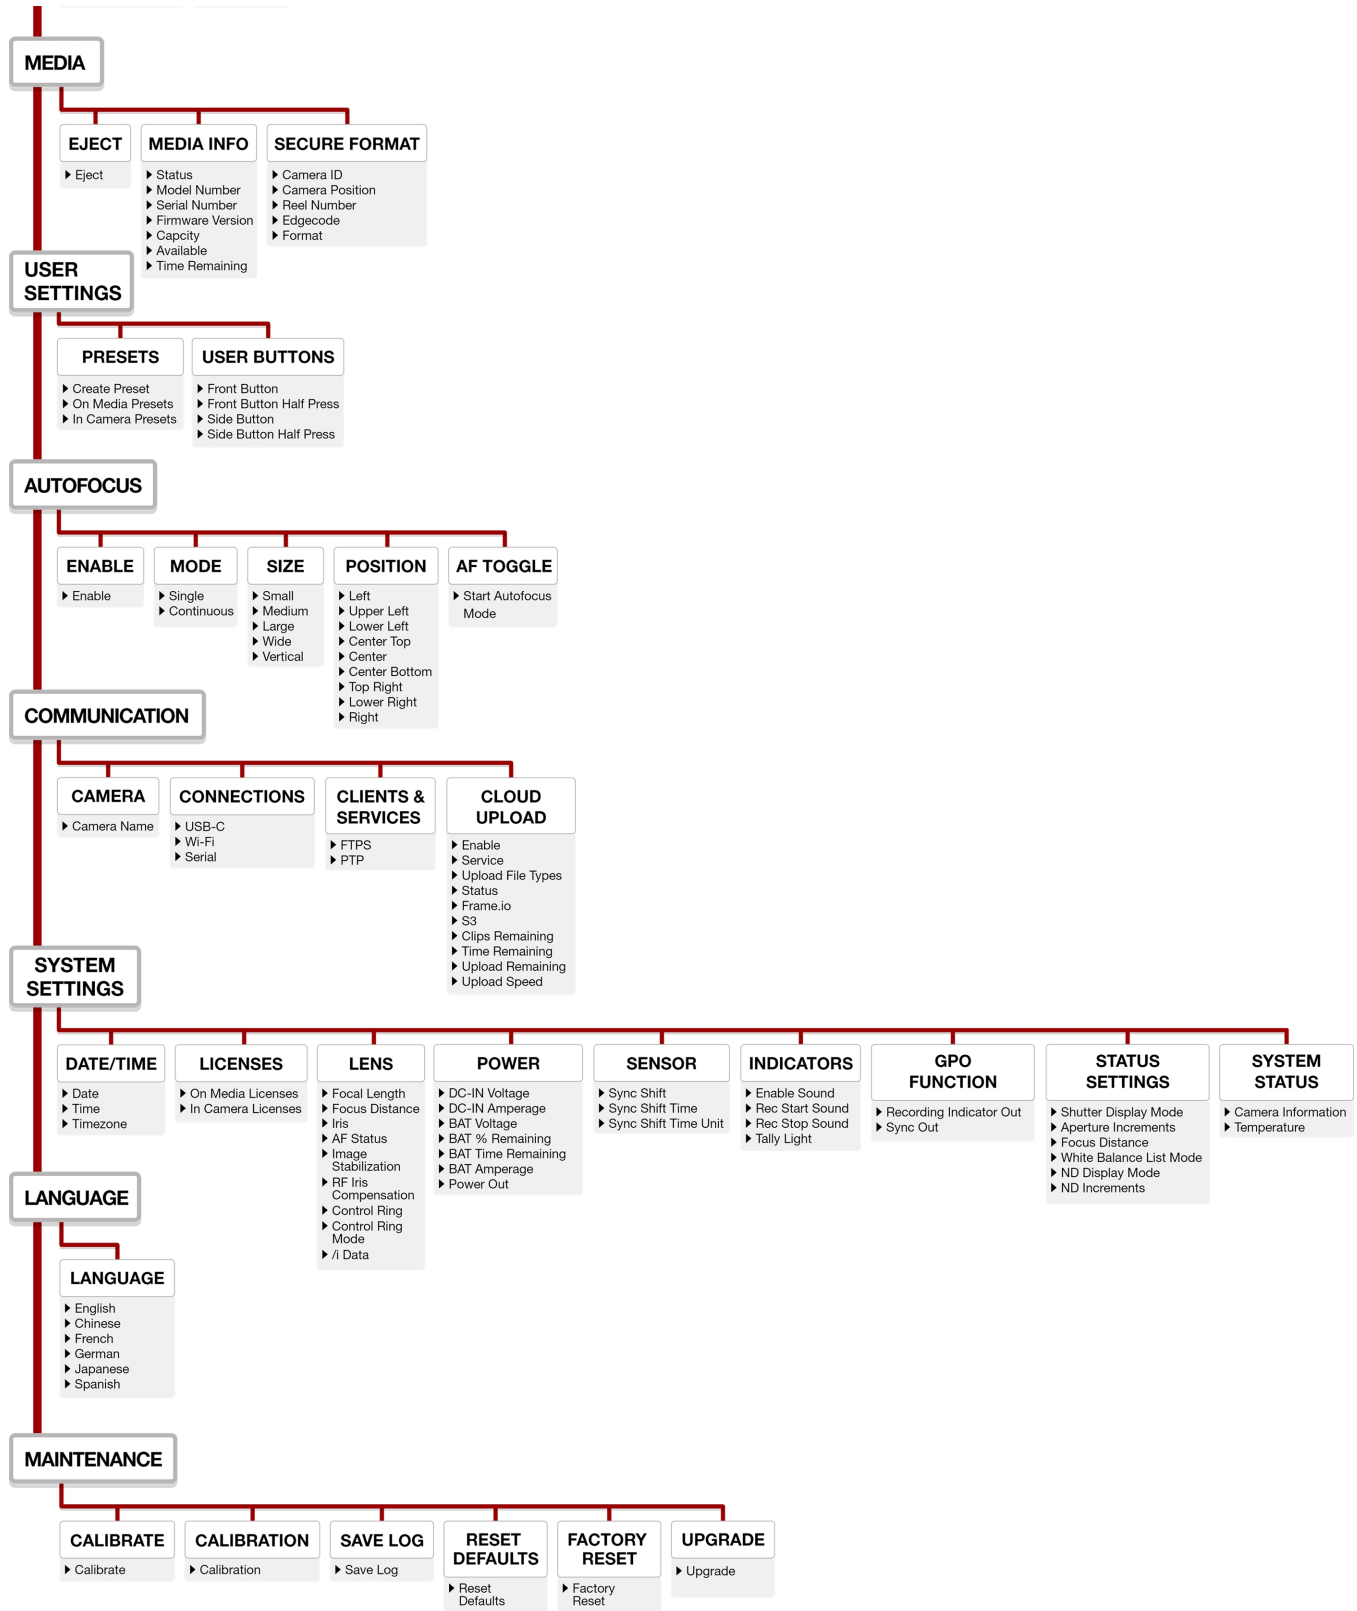 MEDIA
EJECT
Eject
MEDIA INFO
Status
Model Number
Serial Number
Firmware Version
Capcity
Available
Time Remaining
SECURE FORMAT
Camera ID
Camera Position
Reel Number
Edgecode
Format
USER
SETTINGS
PRESETS
Create Preset
On Media Presets
In Camera Presets
USER BUTTONS
Front Button
Front Button Half Press
Side Button
Side Button Half Press
AUTOFOCUS
ENABLE
Enable
MODE
Single
Continuous
SIZE
Small
Medium
Large
Wide
Vertical
POSITION
Left
Upper Left
Lower Left
Center Top
Center
Center Bottom
Top Right
Lower Right
Right
AF TOGGLE
Start Autofocus
Mode
COMMUNICATION
CAMERA
Camera Name
CONNECTIONS
USB-C
Wi-Fi
Serial
CLIENTS &
SERVICES
FTPS
PTP
CLOUD
UPLOAD
Enable
Service
Upload File Types
Status
Frame.io
S3
Clips Remaining
Time Remaining
Upload Remaining
Upload Speed
SYSTEM
SETTINGS
DATE/TIME
Date
Time
Timezone
LICENSES
On Media Licenses
In Camera Licenses
LENS
Focal Length
Focus Distance
Iris
AF Status
Image
Stabilization
RF Iris
Compensation
Control Ring
Control Ring
Mode
/i Data
POWER
DC-IN Voltage
DC-IN Amperage
BAT Voltage
BAT % Remaining
BAT Time Remaining
BAT Amperage
Power Out
SENSOR
Sync Shift
Sync Shift Time
Sync Shift Time Unit
INDICATORS
Enable Sound
Rec Start Sound
Rec Stop Sound
Tally Light
GPO
FUNCTION
Recording Indicator Out
Sync Out
STATUS
SETTINGS
Shutter Display Mode
Aperture Increments
Focus Distance
White Balance List Mode
ND Display Mode
ND Increments
SYSTEM
STATUS
Camera Information
Temperature
LANGUAGE
LANGUAGE
English
Chinese
French
German
Japanese
Spanish
MAINTENANCE
CALIBRATE
Calibrate
CALIBRATION
Calibration
SAVE LOG
Save Log
RESET
DEFAULTS
Reset
Defaults
FACTORY
RESET
Factory
Reset
UPGRADE
Upgrade